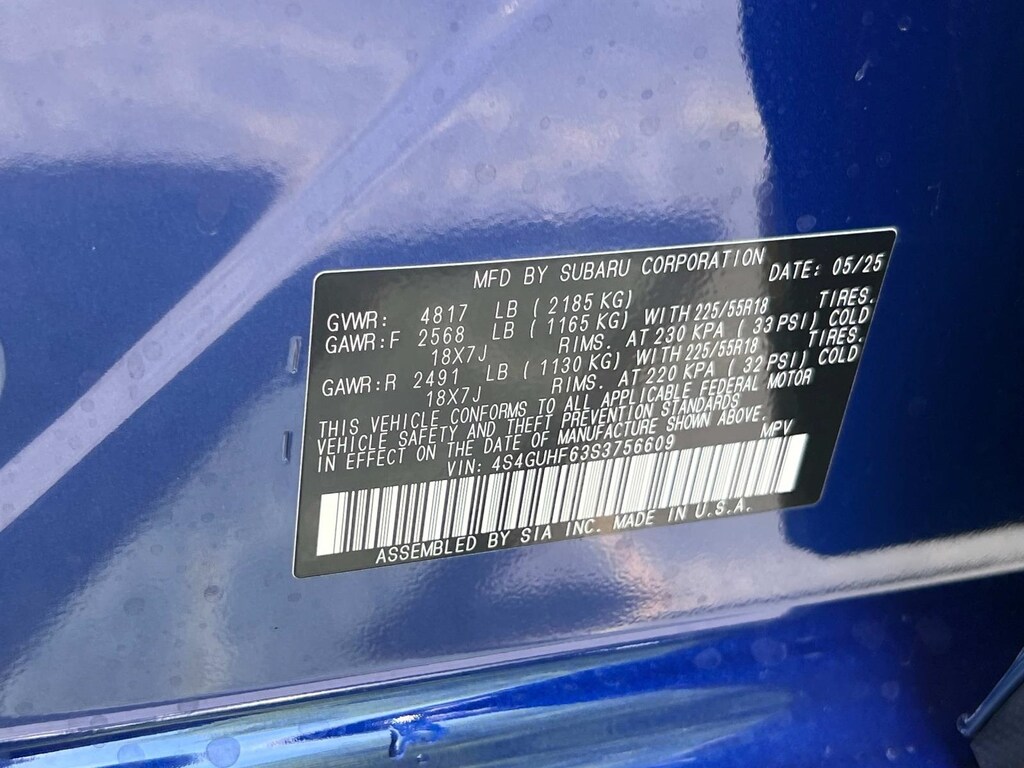 MFD BY SUBARU CORPORATION DATE: 05/25
GVWR: 4817 LB ( 2185 KG)
GAWR: F 2568 LB ( 1165 KG) WITH 225/55R18 TIRES.
18X7J RIMS. AT 230 KPA ( 33 PSI) COLD
GAWR: R 2491 LB ( 1130 KG) WITH 225/55R18 TIRES.
18X7J RIMS. AT 220 KPA ( 32 PSI) COLD
THIS VEHICLE CONFORMS TO ALL APPLICABLE FEDERAL MOTOR
VEHICLE SAFETY AND THEFT PREVENTION STANDARDS
IN EFFECT ON THE DATE OF MANUFACTURE SHOWN ABOVE.
VIN: 4S4GUHF63S3756609 MPV
ASSEMBLED BY SIA INC. MADE IN U.S.A.